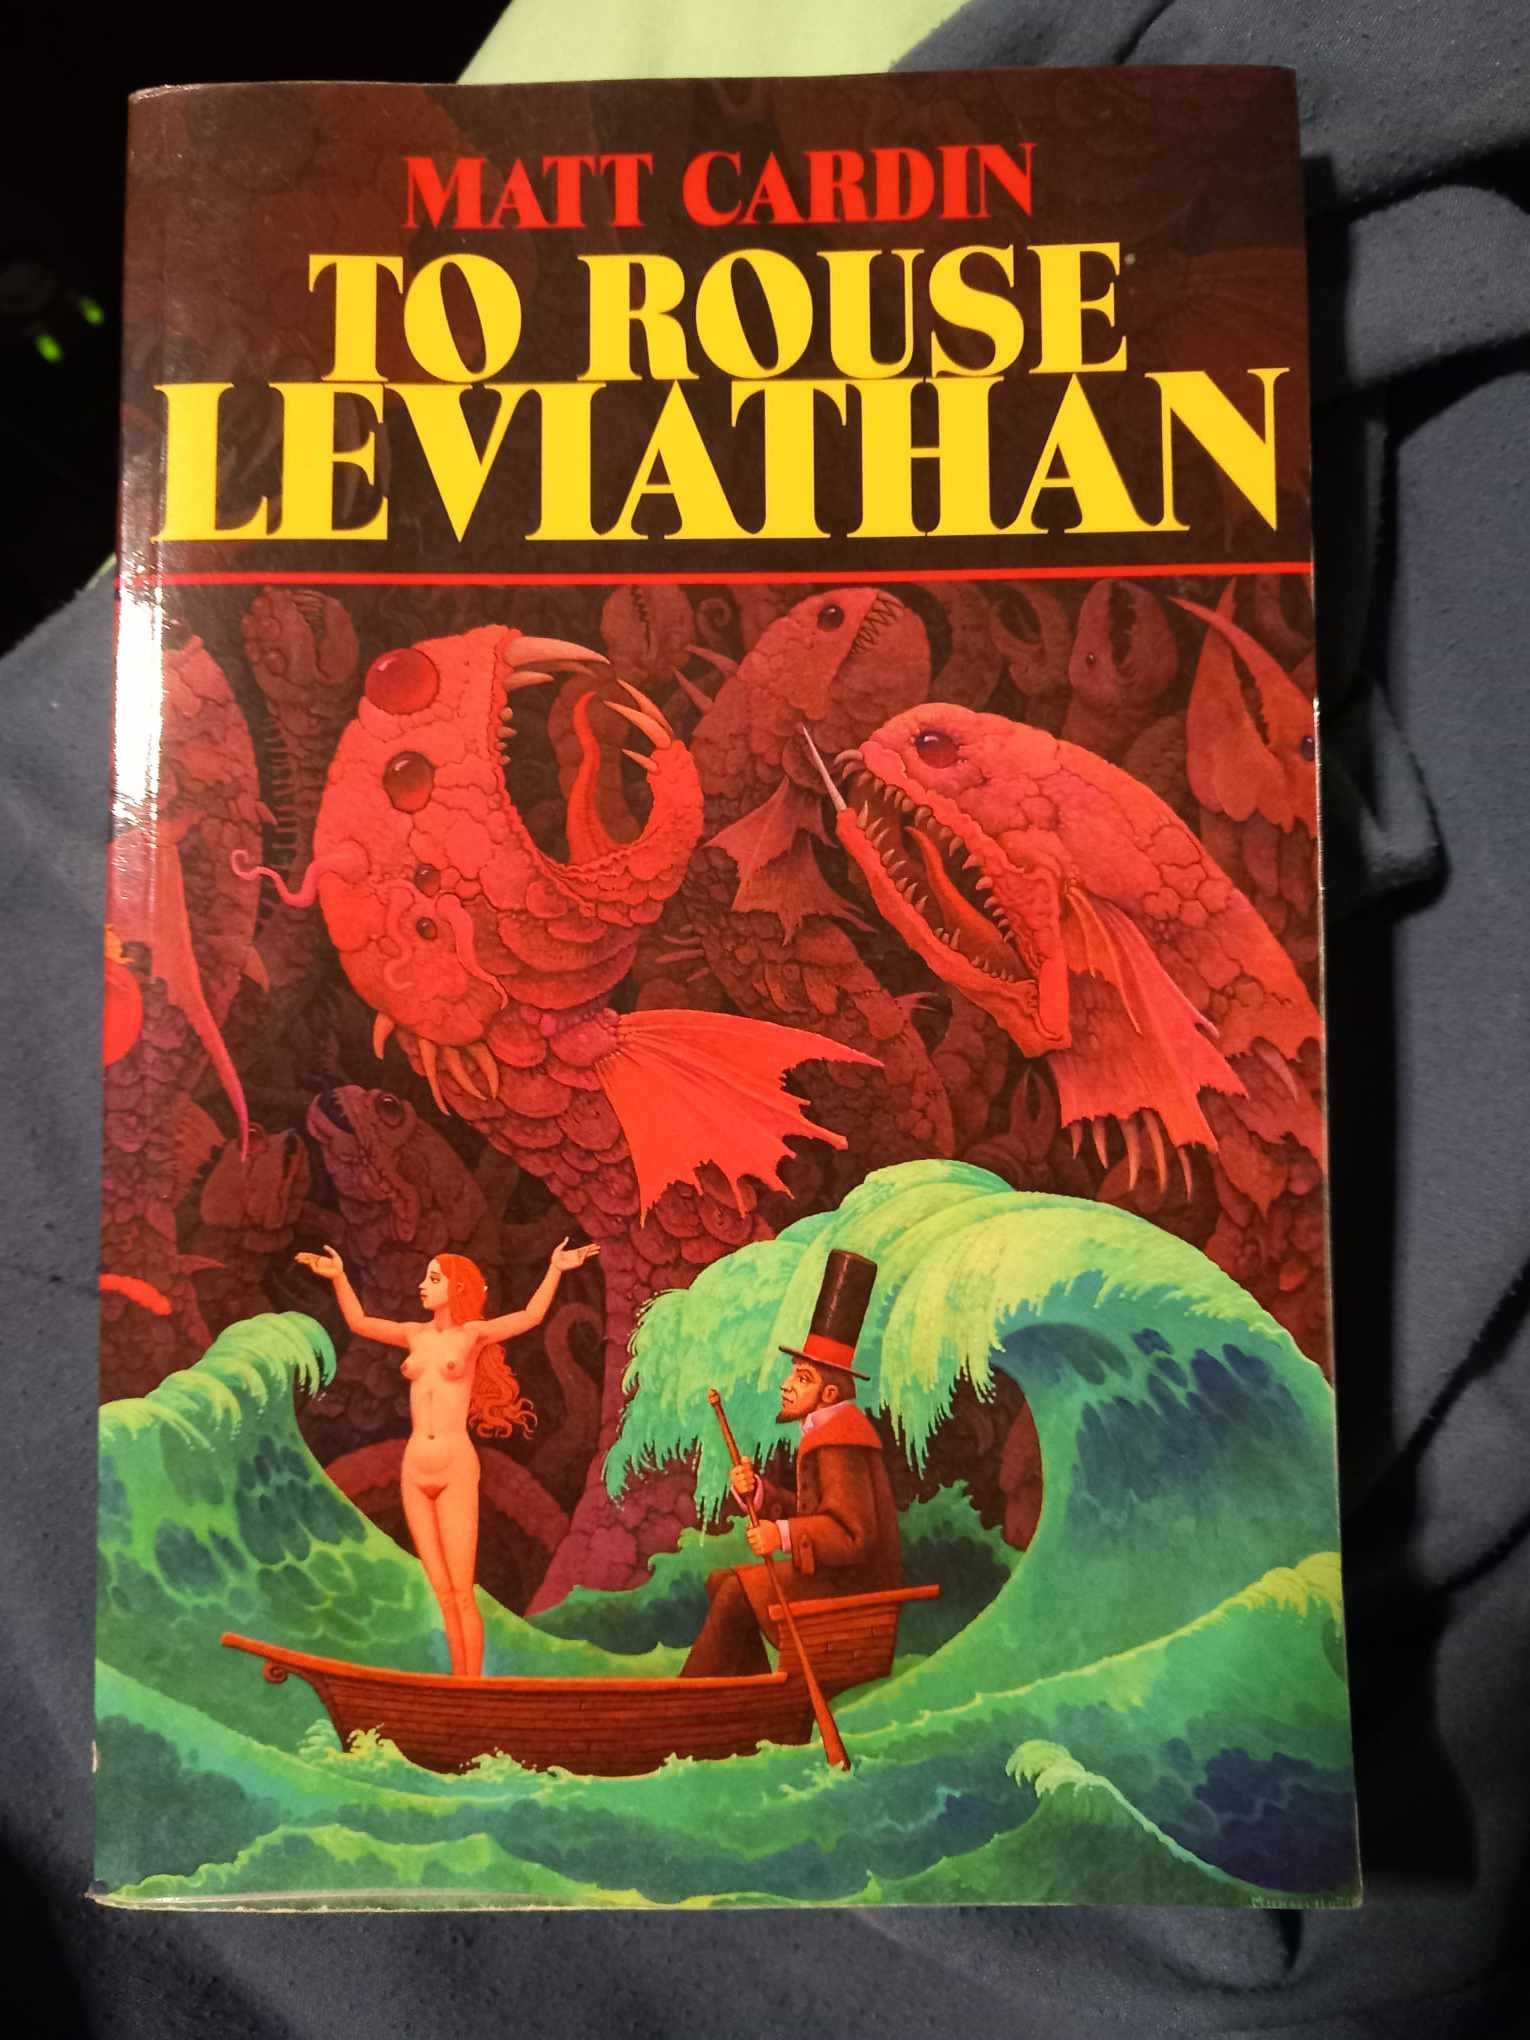 MATT CARDIN
TO ROUSE
LEVIATHAN